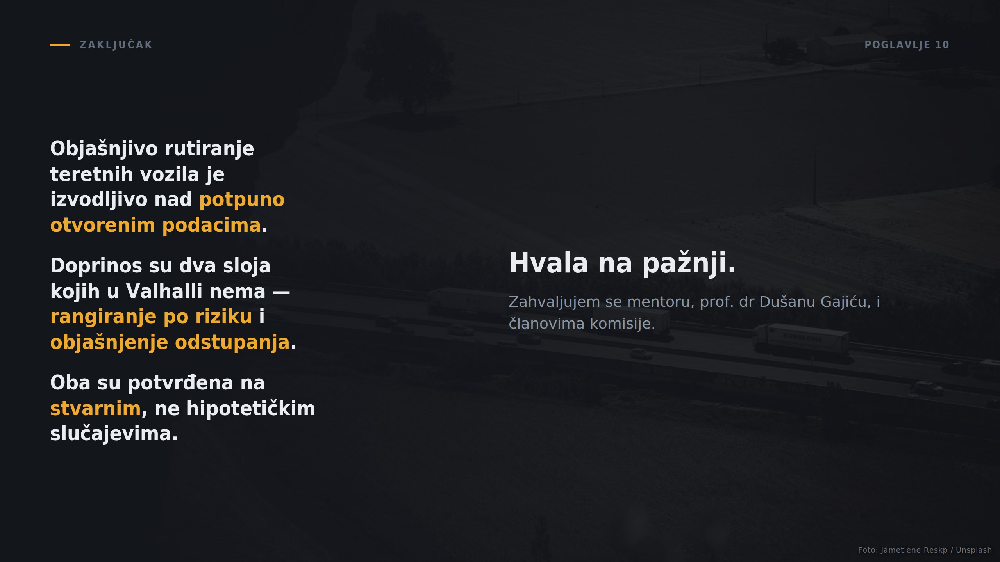 ZAKLJUČAK
POGLAVLJE 10
Objašnjivo rutiranje
teretnih vozila je
izvodljivo nad potpuno
otvorenim podacima.
Doprinos su dva sloja
kojih u Valhalli nema —
rangiranje po riziku i
objašnjenje odstupanja.
Oba su potvrđena na
stvarnim, ne hipotetičkim
slučajevima.
Hvala na pažnji.
Zahvaljujem se mentoru, prof. dr Dušanu Gajiću, i
članovima komisije.
EUROLOMA
Foto: Jametlene Reskp / Unsplash